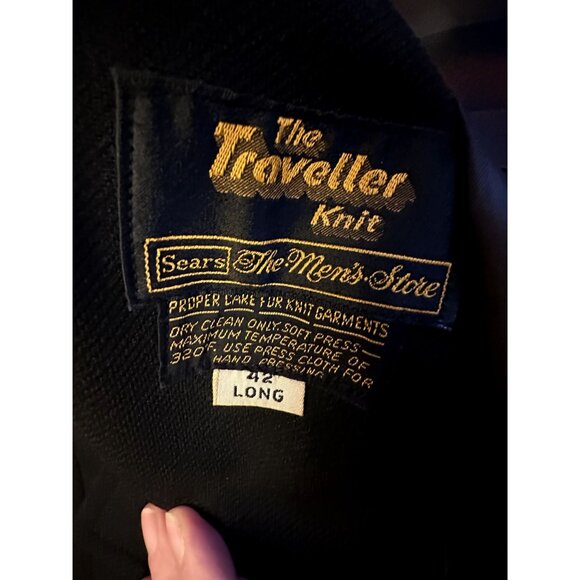 The
Traveller
Knit
Sears The Men's Store
PROPER CARE FOR KNIT GARMENTS
DRY CLEAN ONLY. SOFT PRESS-
MAXIMUM TEMPERATURE OF
320°F. USE PRESS CLOTH FOR
HAND PRESSING
42
LONG